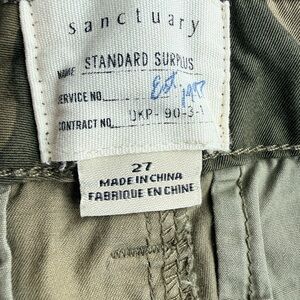 sanctuary
NAME STANDARD SURPLUS
SERVICE NO. Est 1997
CONTRACT NO. DKP-90-3-1
27
MADE IN CHINA
FABRIQUE EN CHINE